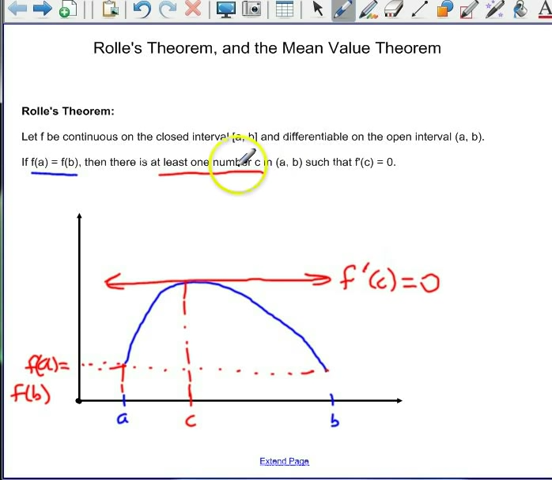 Rolle's Theorem, and the Mean Value Theorem
Rolle's Theorem:
Let f be continuous on the closed interval [a, b] and differentiable on the open interval (a, b).
If f(a) = f(b), then there is at least one number c in (a, b) such that f'(c) = 0.
f'(c)=0
f(a)=
f(b)
a c b
Extend Page